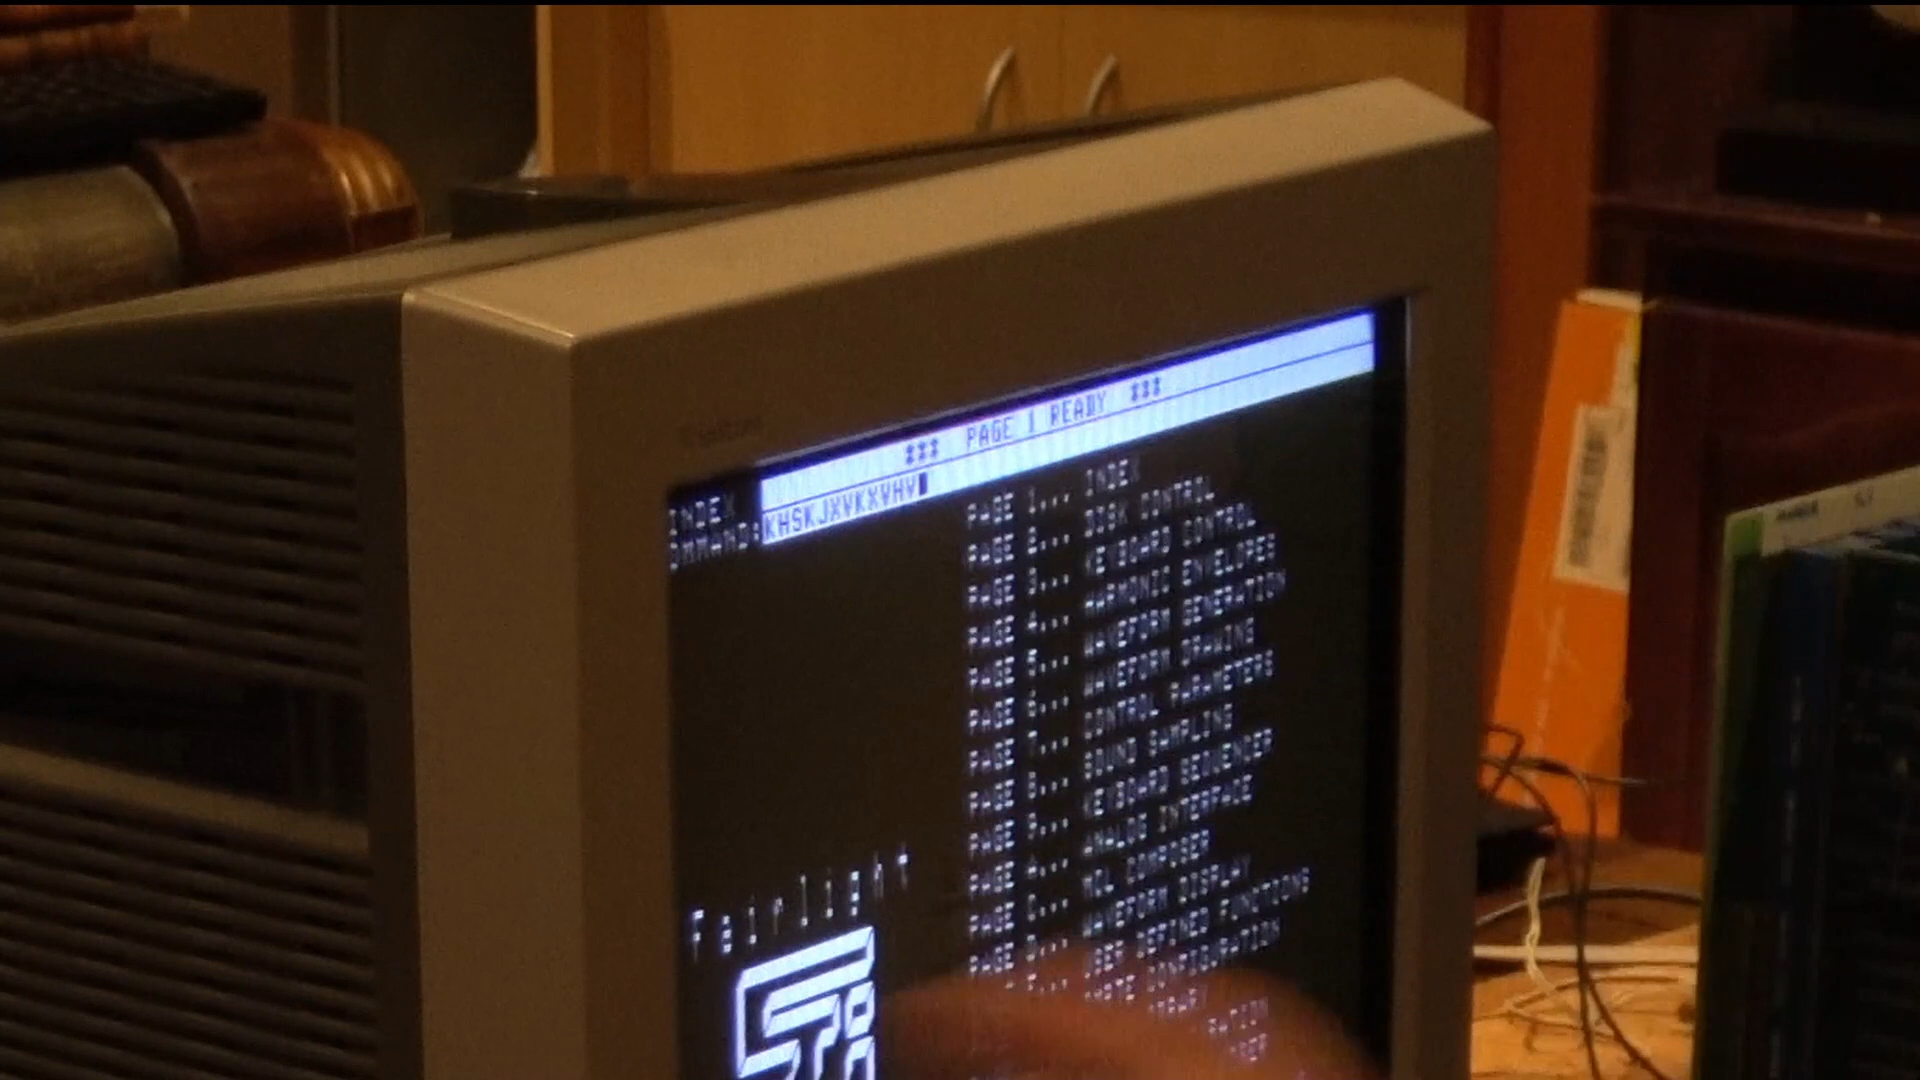 *** PAGE 1 READY ***
INDEX
OMMAND:KHSKJXVKXVHV
PAGE 1... INDEX
PAGE 2... DISK CONTROL
PAGE 3... KEYBOARD CONTROL
PAGE 4... HARMONIC ENVELOPES
PAGE 5... WAVEFORM GENERATION
PAGE 6... WAVEFORM DRAWING
PAGE 7... CONTROL PARAMETERS
PAGE 8... SOUND SAMPLING
PAGE 9... KEYBOARD SEQUENCER
PAGE A... ANALOG INTERFACE
PAGE C... MCL COMPOSER
PAGE D... WAVEFORM DISPLAY
USER DEFINED FUNCTIONS
CONFIGURATION
Fairlight